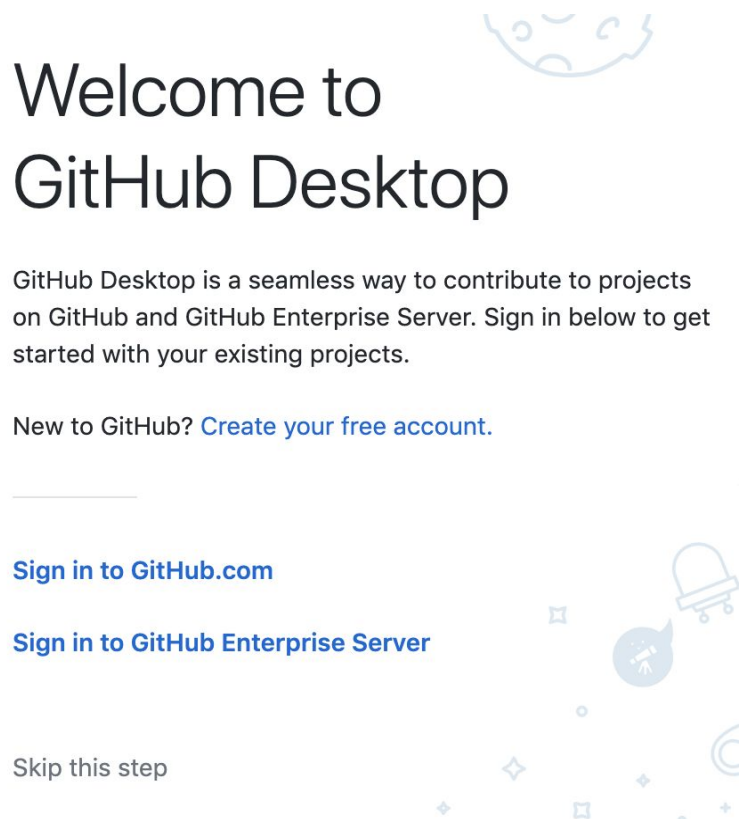 Welcome to
GitHub Desktop
GitHub Desktop is a seamless way to contribute to projects
on GitHub and GitHub Enterprise Server. Sign in below to get
started with your existing projects.
New to GitHub? Create your free account.
Sign in to GitHub.com
Sign in to GitHub Enterprise Server
Skip this step